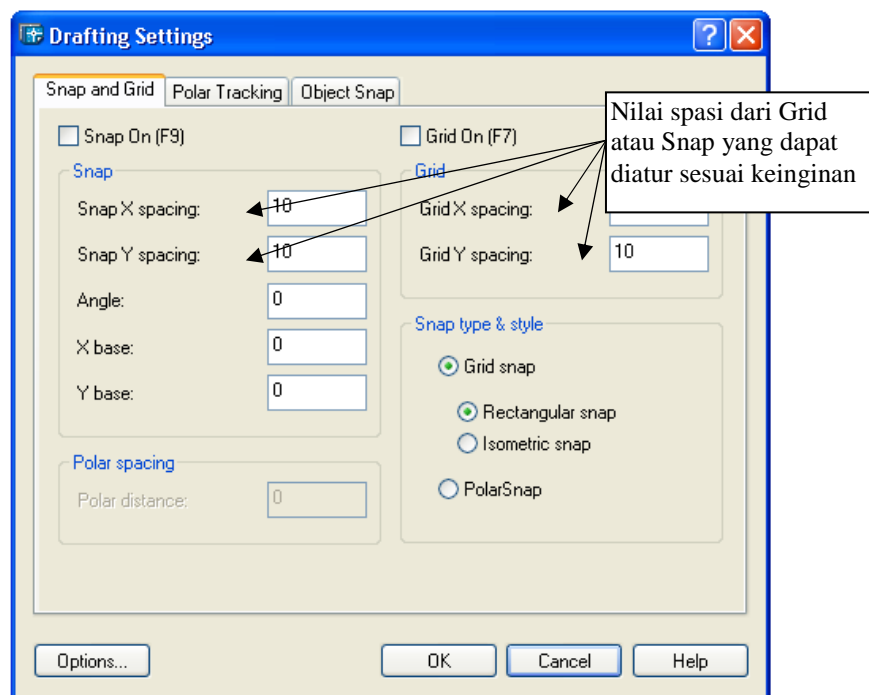 Drafting Settings
Snap and Grid Polar Tracking Object Snap
Nilai spasi dari Grid
atau Snap yang dapat
diatur sesuai keinginan
Snap On (F9)
Snap
Snap X spacing: 10
Snap Y spacing: 10
Angle: 0
X base: 0
Y base: 0
Polar spacing
Polar distance: 0
Grid On (F7)
Grid
Grid X spacing:
Grid Y spacing: 10
Snap type & style
Grid snap
Rectangular snap
Isometric snap
PolarSnap
Options... OK Cancel Help